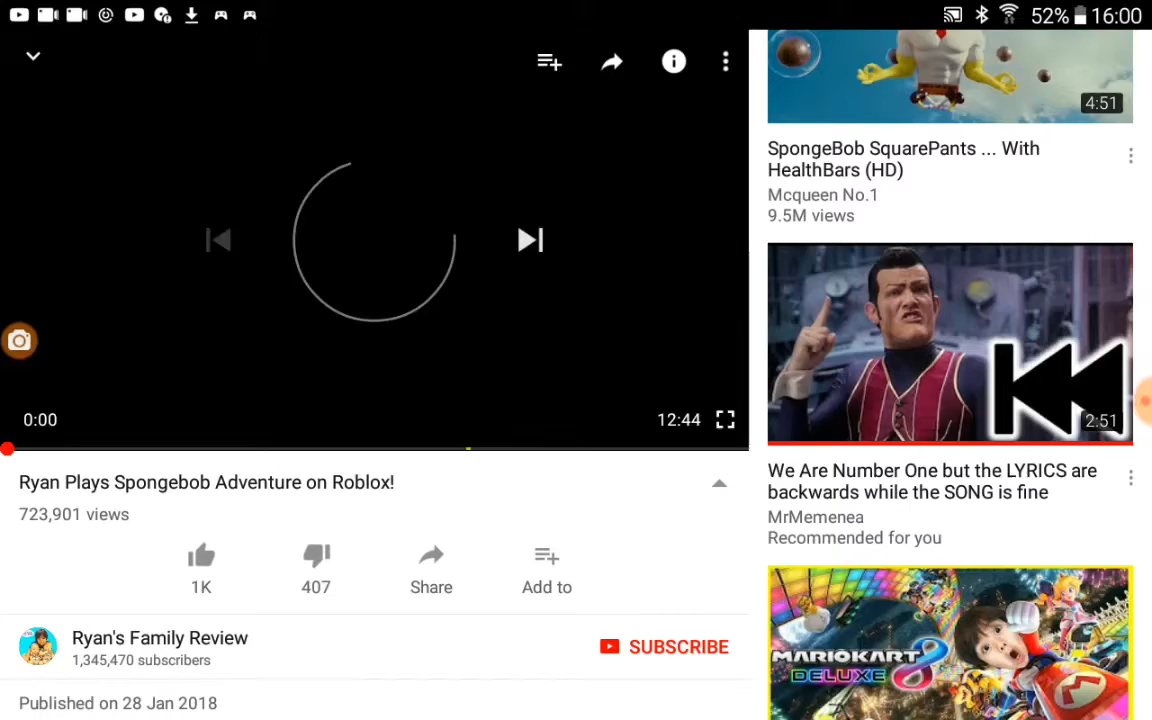 52% 16:00
4:51
SpongeBob SquarePants ... With
HealthBars (HD)
Mcqueen No.1
9.5M views
2:51
We Are Number One but the LYRICS are
backwards while the SONG is fine
MrMemenea
Recommended for you
MARIOKART 8
DELUXE
0:00 12:44
Ryan Plays Spongebob Adventure on Roblox!
723,901 views
1K 407 Share Add to
Ryan's Family Review
1,345,470 subscribers
SUBSCRIBE
Published on 28 Jan 2018